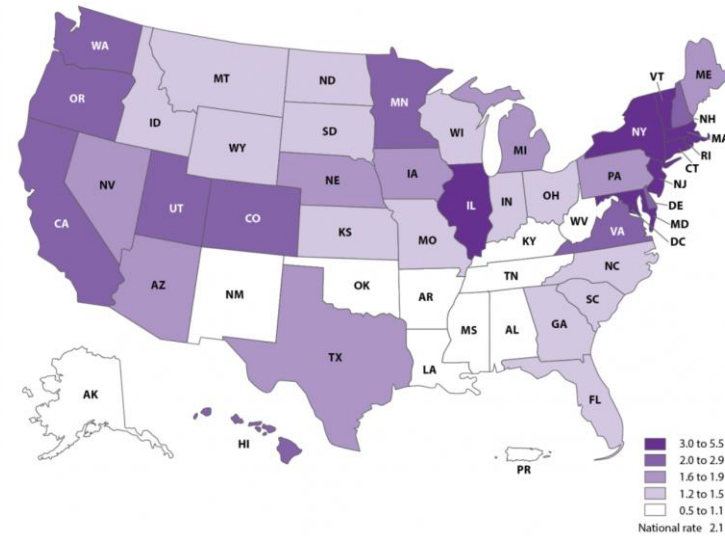 WA
MT
ND
VT
ME
OR
MN
NH
ID
SD
WI
NY
MA
WY
MI
RI
CT
NV
NE
IA
PA
NJ
CA
UT
CO
IL
IN
OH
DE
MD
KS
MO
WV
VA
DC
KY
AZ
NM
OK
TN
NC
AR
SC
MS
AL
GA
TX
LA
AK
FL
HI
PR
3.0 to 5.5
2.0 to 2.9
1.6 to 1.9
1.2 to 1.5
0.5 to 1.1
National rate 2.1